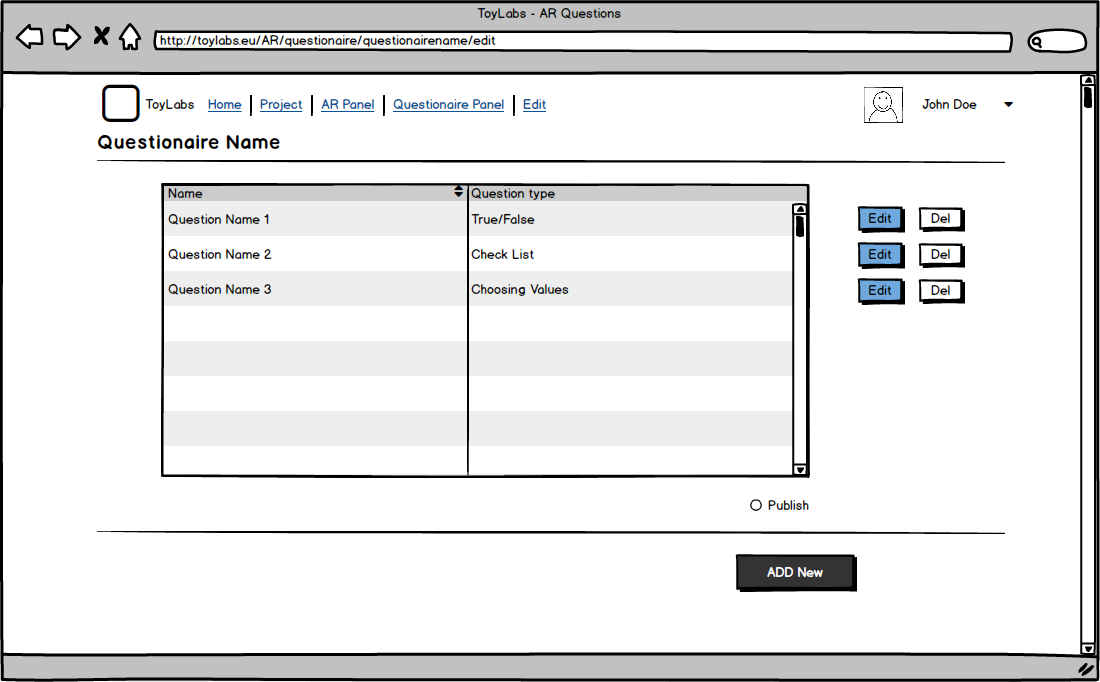 ToyLabs - AR Questions
http://toylabs.eu/AR/questionaire/questionairename/edit
ToyLabs Home Project AR Panel Questionaire Panel Edit John Doe
Questionaire Name
Name Question type
Question Name 1 True/False Edit Del
Question Name 2 Check List Edit Del
Question Name 3 Choosing Values Edit Del
Publish
ADD New